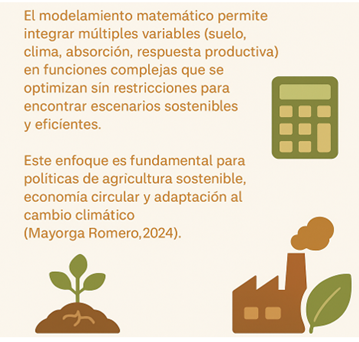 El modelamiento matemático permite
integrar múltiples variables (suelo,
clima, absorción, respuesta productiva)
en funciones complejas que se
optimizan sin restricciones para
encontrar escenarios sostenibles
y eficientes.
Este enfoque es fundamental para
politicas de agricultura sostenible,
economía circular y adaptación al
cambio climático
(Mayorga Romero, 2024).